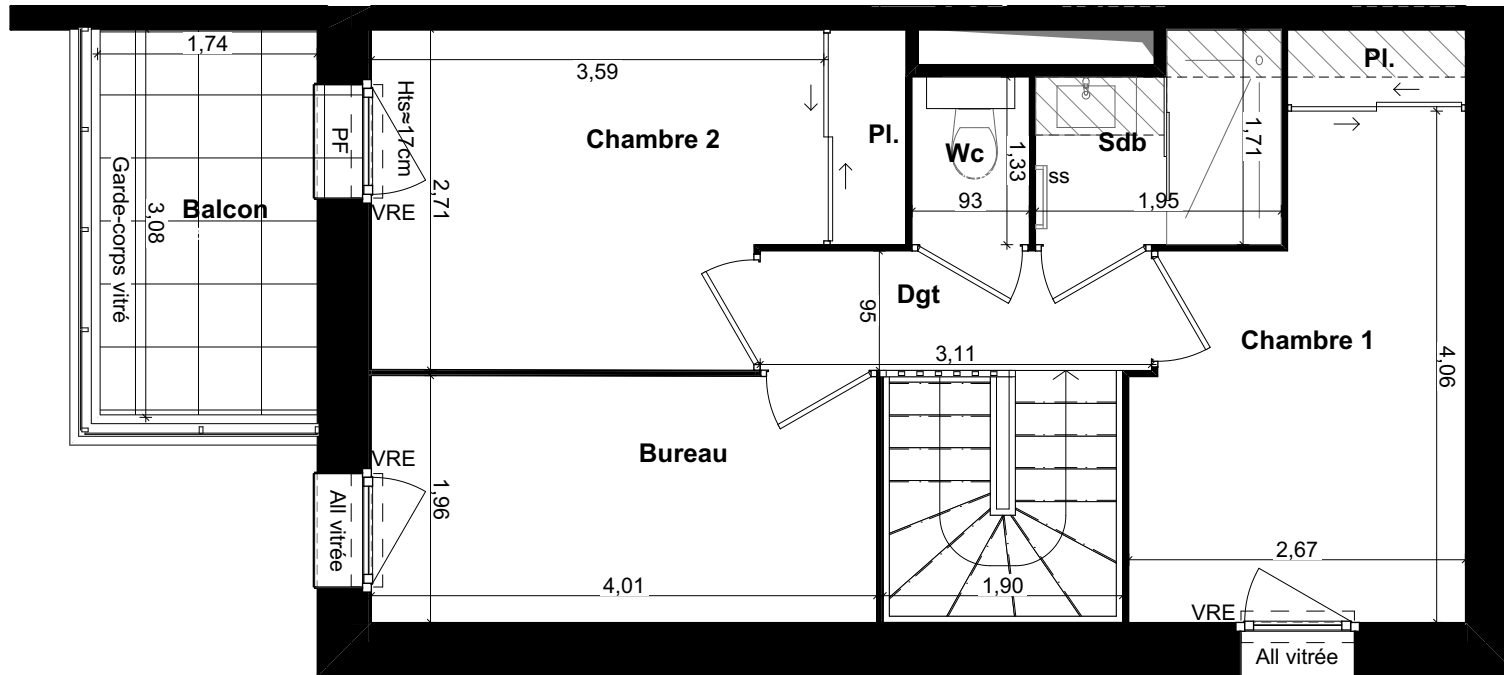 1,74
3,59
Pl.
Hts≈17cm
PF
Chambre 2
Pl.
Wc
1,33
Sdb
1,71
ss
93
1,95
VRE
2,71
Balcon
3,08
Garde-corps vitré
Dgt
95
3,11
Chambre 1
4,06
VRE
Bureau
1,96
All vitrée
4,01
1,90
2,67
VRE
All vitrée